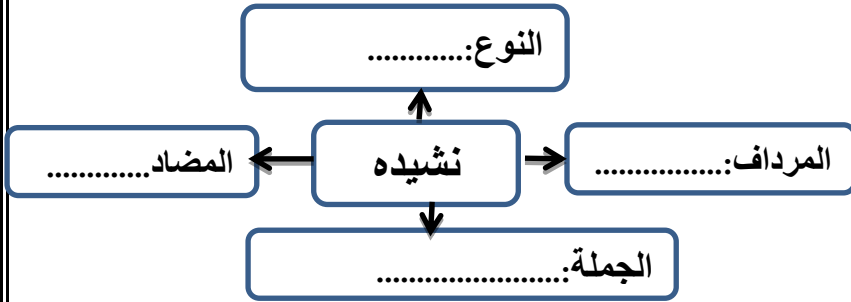 النوع:.............
المرداف:................
نشيده
المضاد.............
الجملة:.......................